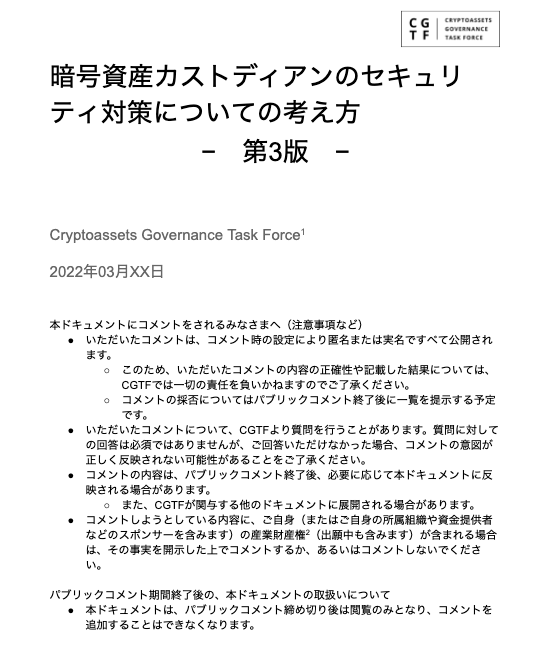 CG
TF
CRYPTOASSETS
GOVERNANCE
TASK FORCE
暗号資産カストディアンのセキュリ
ティ対策についての考え方
– 第3版 –
Cryptoassets Governance Task Force¹
2022年03月XX日
本ドキュメントにコメントをされるみなさまへ（注意事項など）
● いただいたコメントは、コメント時の設定により匿名または実名ですべて公開され
ます。
○ このため、いただいたコメントの内容の正確性や記載した結果については、
CGTFでは一切の責任を負いかねますのでご了承ください。
○ コメントの採否についてはパブリックコメント終了後に一覧を提示する予定
です。
● いただいたコメントについて、CGTFより質問を行うことがあります。質問に対して
の回答は必須ではありませんが、ご回答いただけなかった場合、コメントの意図が
正しく反映されない可能性があることをご了承ください。
● コメントの内容は、パブリックコメント終了後、必要に応じて本ドキュメントに反
映される場合があります。
○ また、CGTFが関与する他のドキュメントに展開される場合があります。
● コメントしようとしている内容に、ご自身（またはご自身の所属組織や資金提供者
などのスポンサーを含みます）の産業財産権²（出願中も含みます）が含まれる場合
は、その事実を開示した上でコメントするか、あるいはコメントしないでくださ
い。
パブリックコメント期間終了後の、本ドキュメントの取扱いについて
● 本ドキュメントは、パブリックコメント締め切り後は閲覧のみとなり、コメントを
追加することはできなくなります。